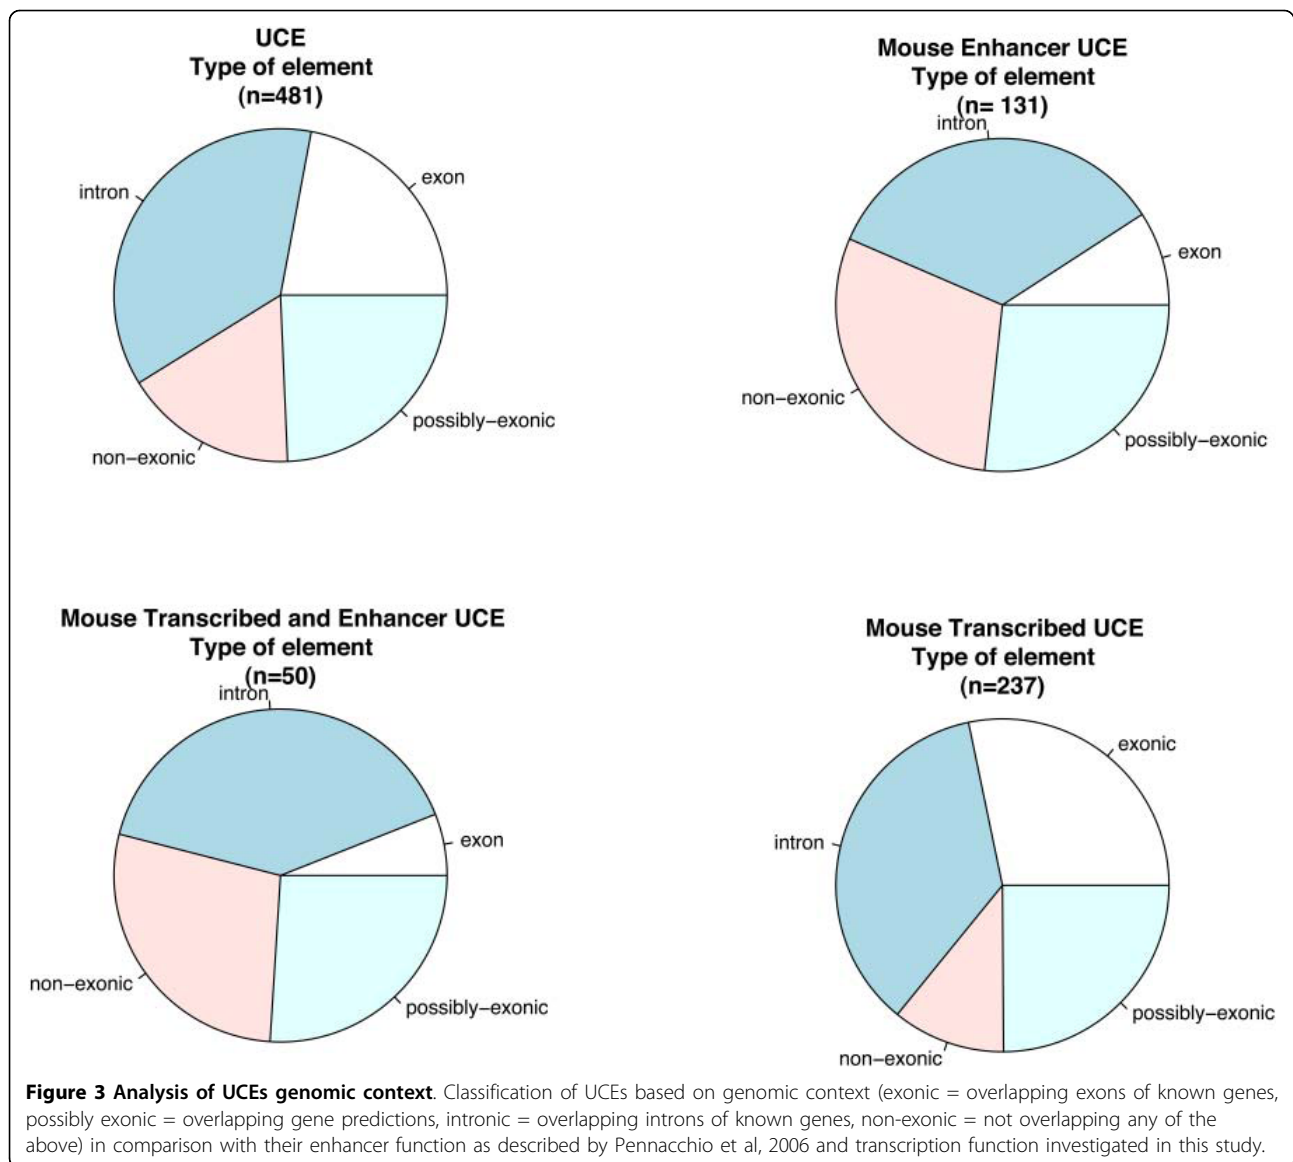 UCE
Type of element
(n=481)
intron
exon
non−exonic
possibly−exonic
Mouse Enhancer UCE
Type of element
(n= 131)
intron
exon
non−exonic
possibly−exonic
Mouse Transcribed and Enhancer UCE
Type of element
(n=50)
intron
exon
non−exonic
possibly−exonic
Mouse Transcribed UCE
Type of element
(n=237)
exonic
intron
non−exonic
possibly−exonic
Figure 3 Analysis of UCEs genomic context. Classification of UCEs based on genomic context (exonic = overlapping exons of known genes,
possibly exonic = overlapping gene predictions, intronic = overlapping introns of known genes, non-exonic = not overlapping any of the
above) in comparison with their enhancer function as described by Pennacchio et al, 2006 and transcription function investigated in this study.